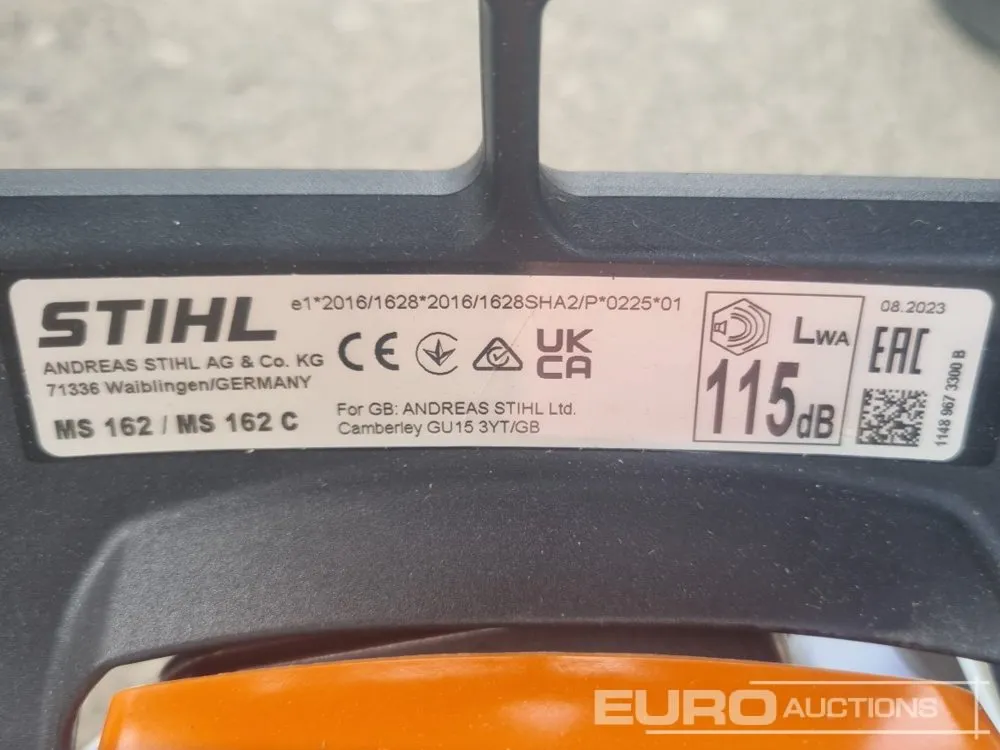 STIHL
ANDREAS STIHL AG & Co. KG
71336 Waiblingen/GERMANY
MS 162 / MS 162 C
e1*2016/1628*2016/1628SHA2/P*0225*01
CE
UK
CA
For GB: ANDREAS STIHL Ltd.
Camberley GU15 3YT/GB
LWA
115dB
08.2023
EAC
1148 967 3300 B
EURO AUCTIONS